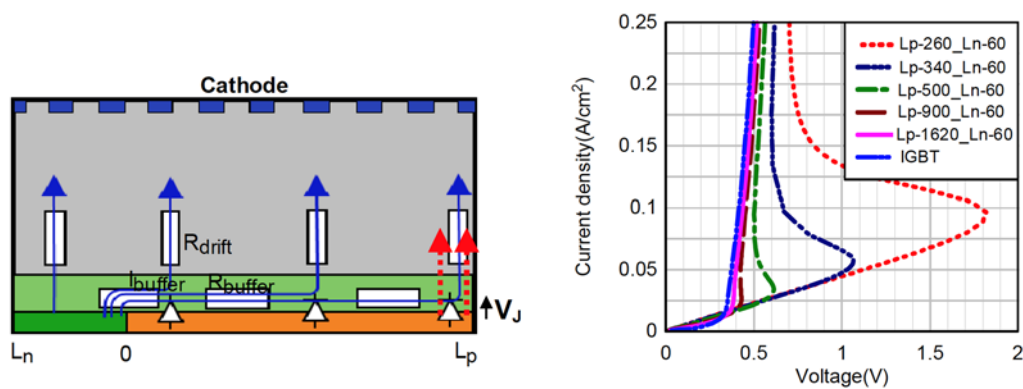 Cathode
R_drift
I_buffer
R_buffer
V_J
L_n
0
L_p
Current density(A/cm²)
0.25
0.2
0.15
0.1
0.05
0
0
0.5
1
1.5
2
Voltage(V)
Lp-260_Ln-60
Lp-340_Ln-60
Lp-500_Ln-60
Lp-900_Ln-60
Lp-1620_Ln-60
IGBT